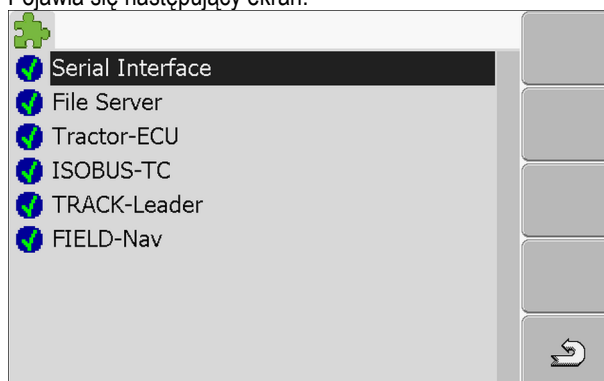 Pojawia się następujący ekran:
Serial Interface
File Server
Tractor-ECU
ISOBUS-TC
TRACK-Leader
FIELD-Nav